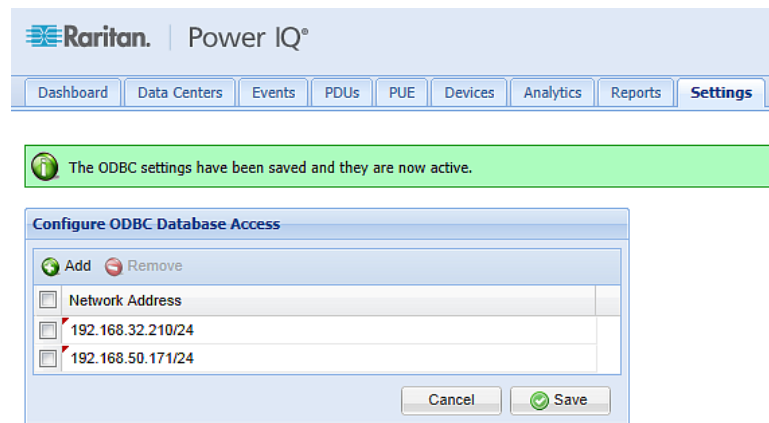 Raritan. Power IQ®
Dashboard Data Centers Events PDUs PUE Devices Analytics Reports Settings
The ODBC settings have been saved and they are now active.
Configure ODBC Database Access
Add Remove
Network Address
192.168.32.210/24
192.168.50.171/24
Cancel Save